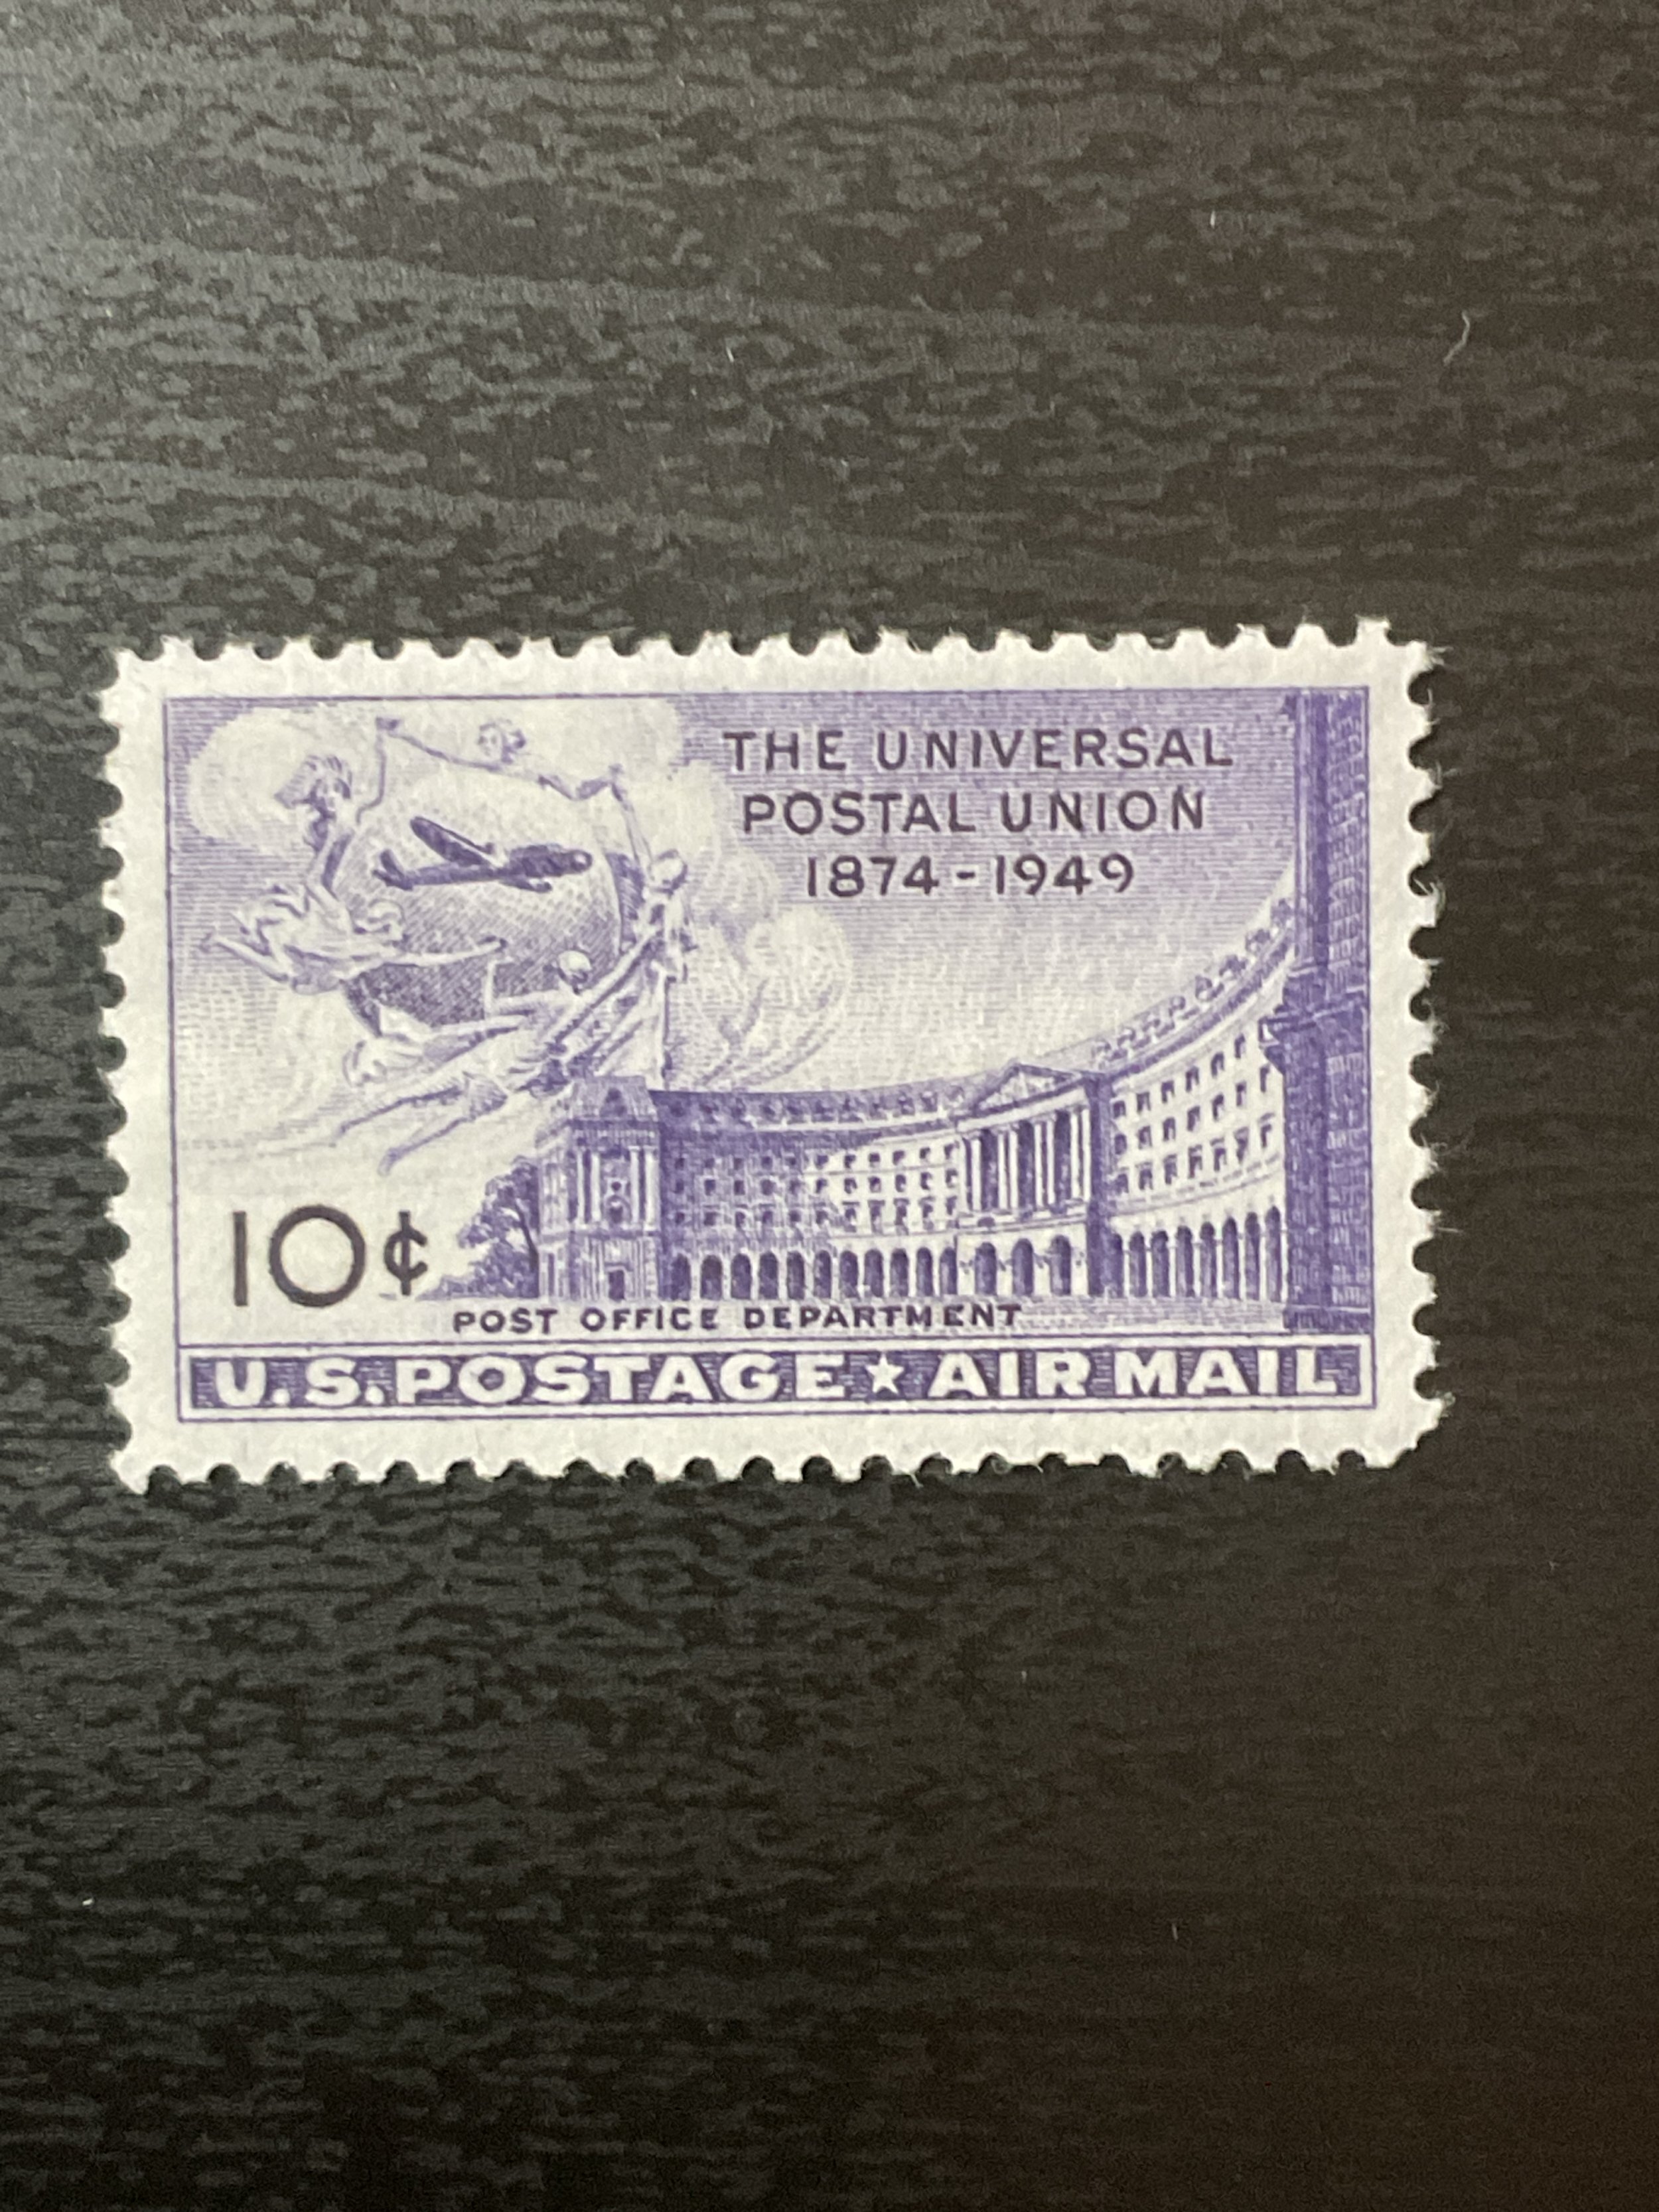 THE UNIVERSAL
POSTAL UNION
1874-1949
10¢
POST OFFICE DEPARTMENT
U.S.POSTAGE★AIR MAIL